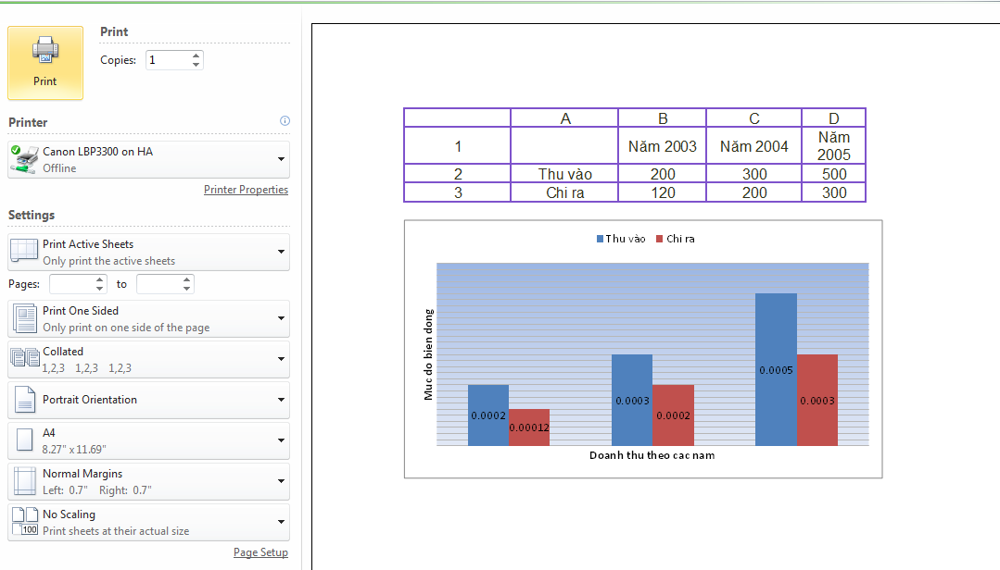 Print
Print
Copies: 1
Printer
Canon LBP3300 on HA
Offline
Printer Properties
Settings
Print Active Sheets
Only print the active sheets
Pages: to
Print One Sided
Only print on one side of the page
Collated
1,2,3 1,2,3 1,2,3
Portrait Orientation
A4
8.27" x 11.69"
Normal Margins
Left: 0.7" Right: 0.7"
No Scaling
100
Print sheets at their actual size
Page Setup
A B C D
1 Năm 2003 Năm 2004 Năm
2005
2 Thu vào 200 300 500
3 Chi ra 120 200 300
Thu vào Chi ra
Muc do bien dong
0.0002 0.00012 0.0003 0.0002 0.0005 0.0003
Doanh thu theo cac nam